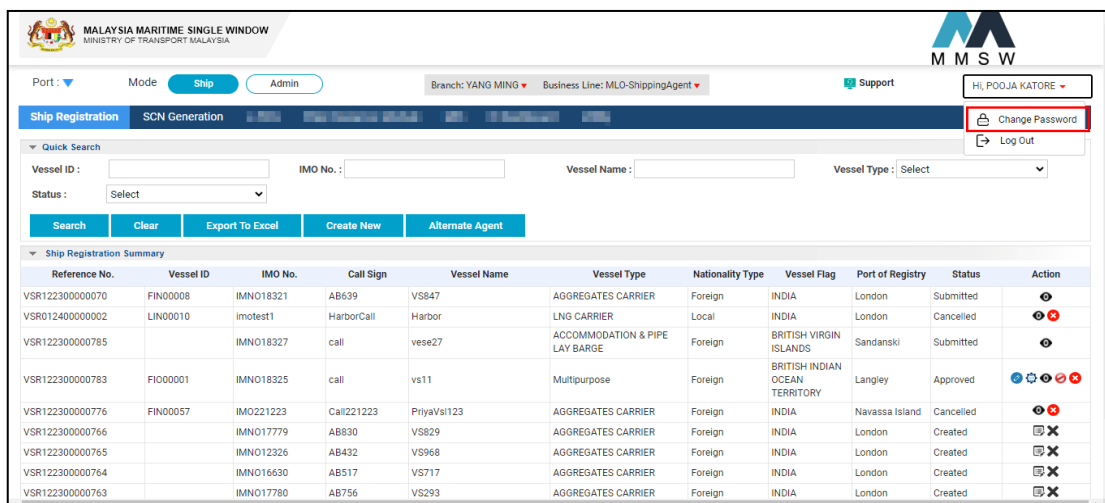 MALAYSIA MARITIME SINGLE WINDOW
MINISTRY OF TRANSPORT MALAYSIA
MMSW
Port : Mode Ship Admin Branch: YANG MING Business Line: MLO-ShippingAgent Support Hi, POOJA KATORE
Ship Registration SCN Generation
Change Password
Log Out
Quick Search
Vessel ID : IMO No. : Vessel Name : Vessel Type : Select
Status : Select
Search Clear Export To Excel Create New Alternate Agent
Ship Registration Summary
Reference No. Vessel ID IMO No. Call Sign Vessel Name Vessel Type Nationality Type Vessel Flag Port of Registry Status Action
VSR122300000070 FIN00008 IMNO18321 AB639 VS847 AGGREGATES CARRIER Foreign INDIA London Submitted
VSR012400000002 LIN00010 imotest1 HarborCall Harbor LNG CARRIER Local INDIA London Cancelled
VSR122300000785 IMNO18327 call vese27 ACCOMMODATION & PIPE LAY BARGE Foreign BRITISH VIRGIN ISLANDS Sandanski Submitted
VSR122300000783 FIO00001 IMNO18325 call vs11 Multipurpose Foreign BRITISH INDIAN OCEAN TERRITORY Langley Approved
VSR122300000776 FIN00057 IMO221223 Call221223 PriyaVsl123 AGGREGATES CARRIER Foreign INDIA Navassa Island Cancelled
VSR122300000766 IMNO17779 AB830 VS829 AGGREGATES CARRIER Foreign INDIA London Created
VSR122300000765 IMNO12326 AB432 VS968 AGGREGATES CARRIER Foreign INDIA London Created
VSR122300000764 IMNO16630 AB517 VS717 AGGREGATES CARRIER Foreign INDIA London Created
VSR122300000763 IMNO17780 AB756 VS293 AGGREGATES CARRIER Foreign INDIA London Created